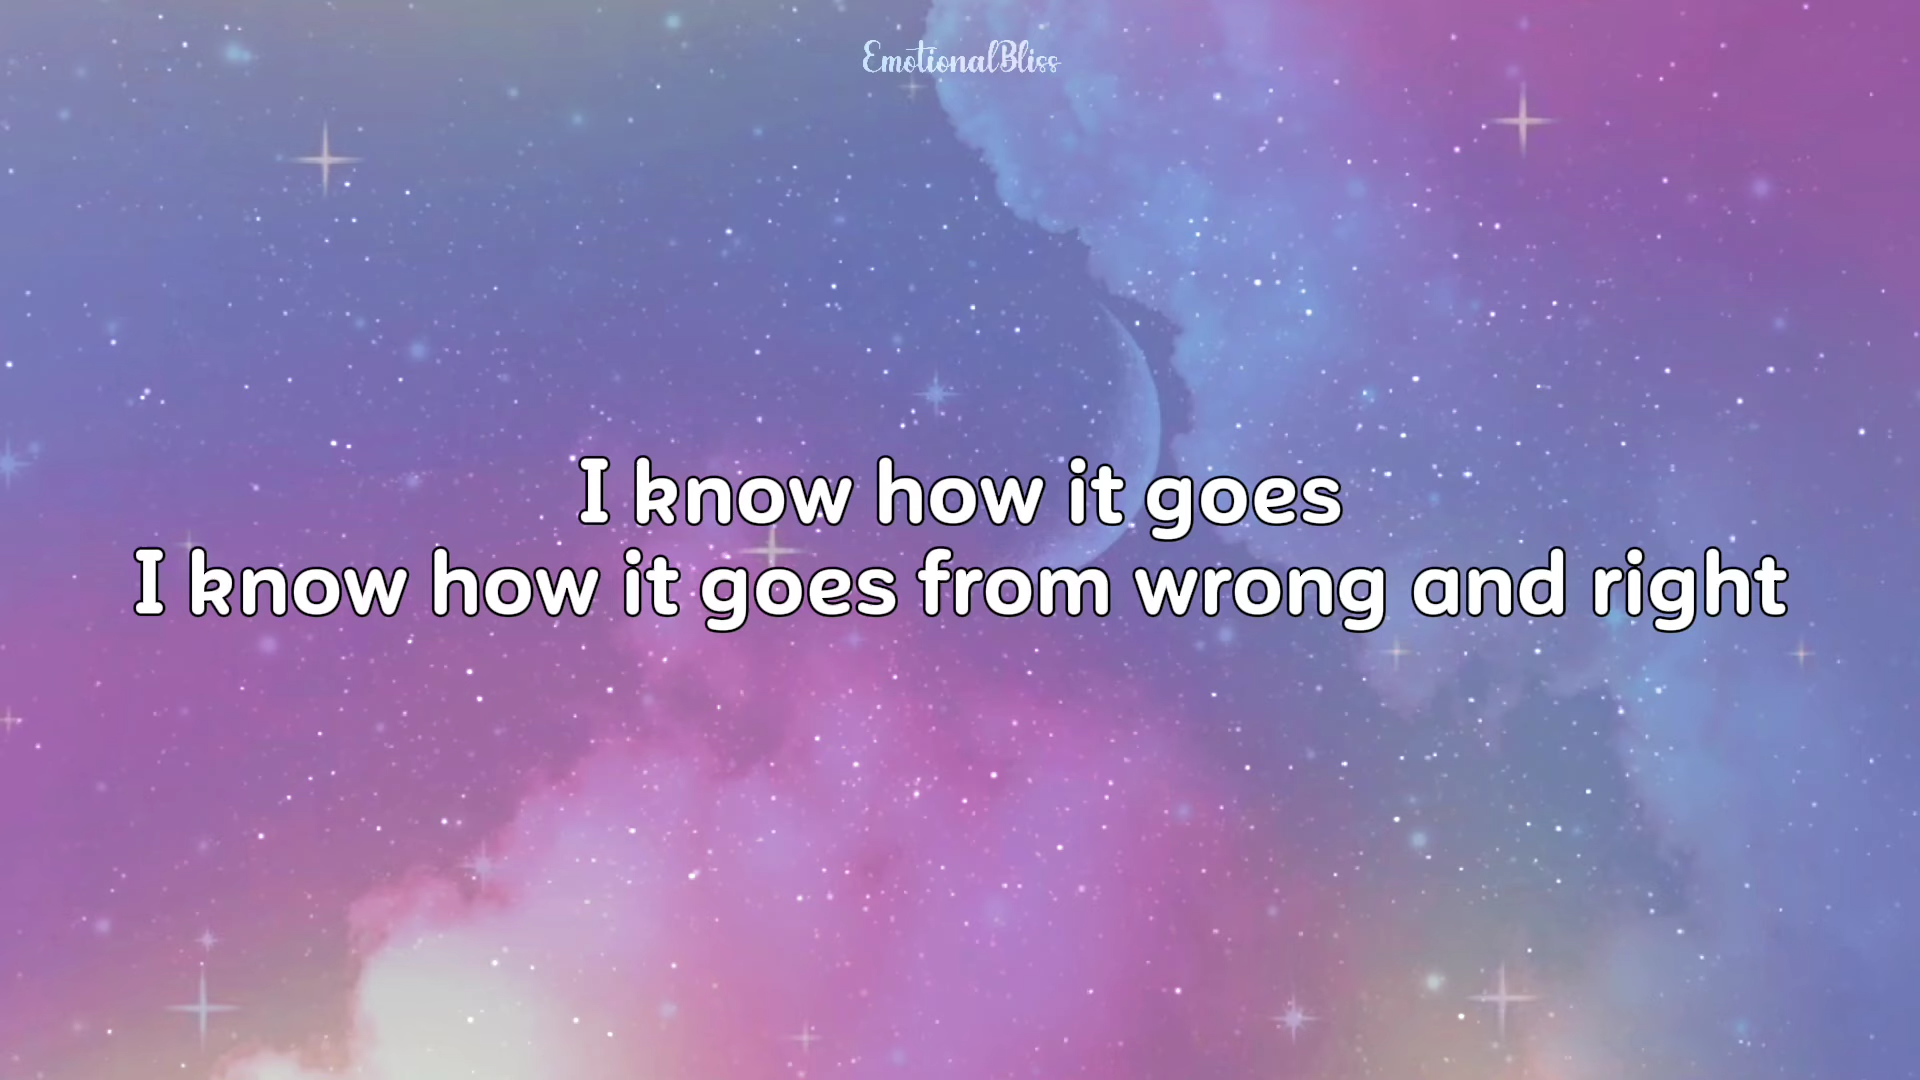 EmotionalBliss
I know how it goes
I know how it goes from wrong and right